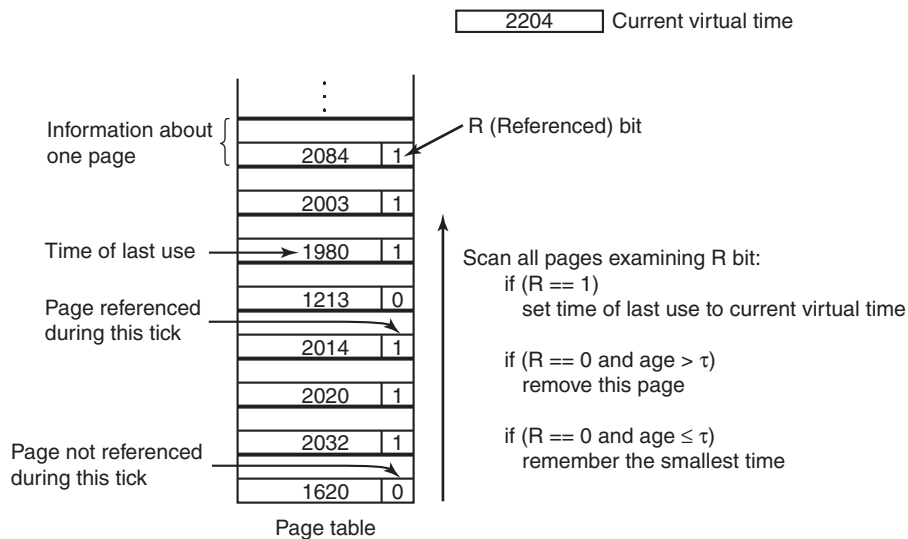 2204 Current virtual time
Information about
one page
R (Referenced) bit
2084 1
2003 1
Time of last use
1980 1
Scan all pages examining R bit:
if (R == 1)
set time of last use to current virtual time
1213 0
Page referenced
during this tick
2014 1
if (R == 0 and age > τ)
remove this page
2020 1
if (R == 0 and age ≤ τ)
remember the smallest time
2032 1
Page not referenced
during this tick
1620 0
Page table